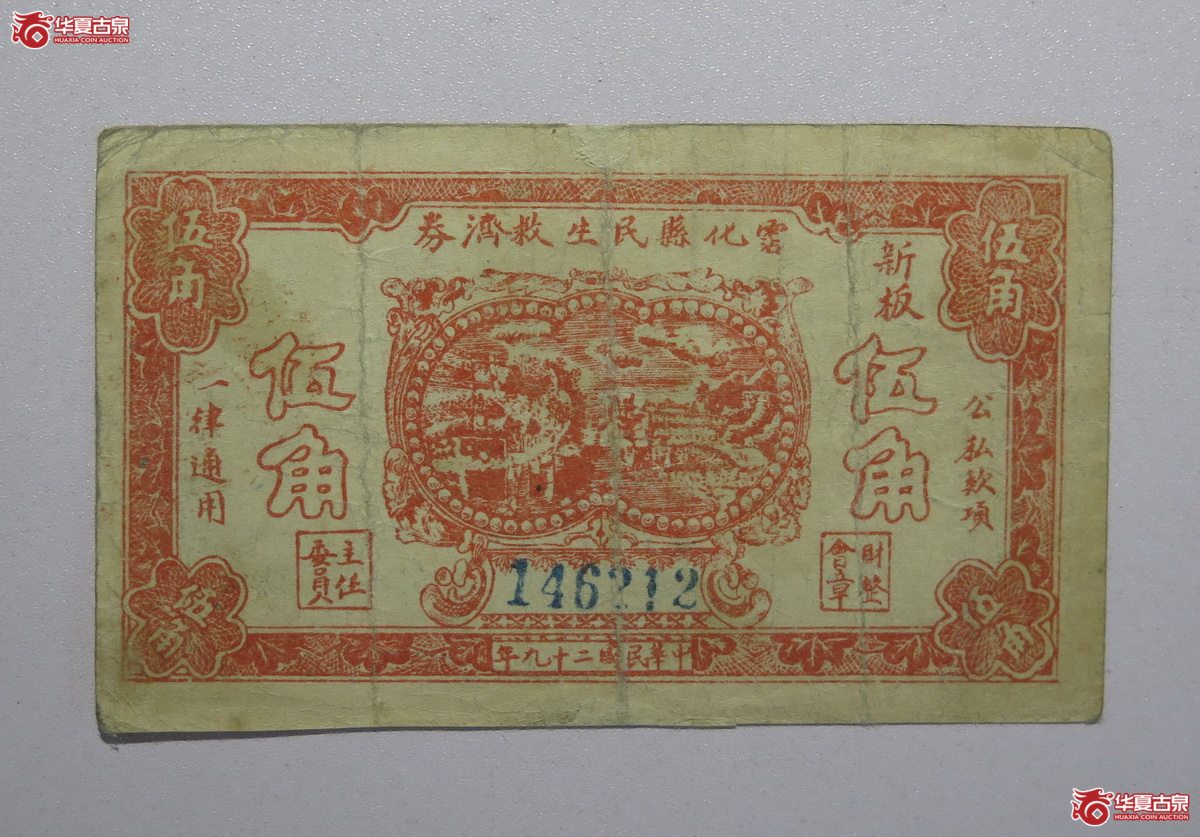 华夏古泉
HUAXIA COIN AUCTION
霑化縣民生救濟券
伍角
伍角
新板
伍角
伍角
公私款項
一律通用
財整會章
主任委員
146212
伍角
伍角
中華民國二十九年
华夏古泉
HUAXIA COIN AUCTION